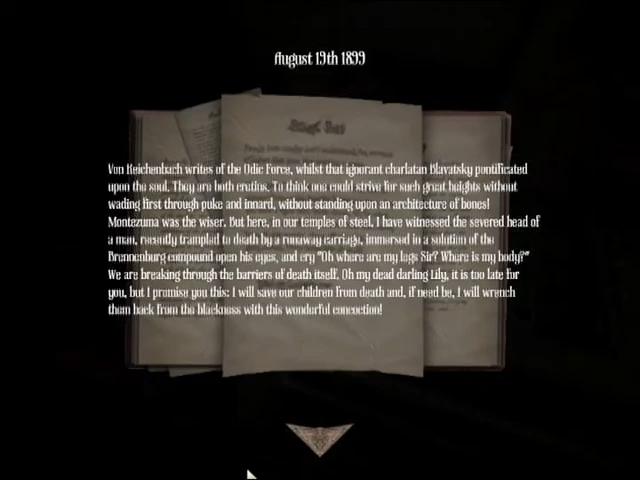 August 19th 1899
Von Reichenbach writes of the Odic Force, whilst that ignorant charlatan Blavatsky pontificated
upon the soul. They are both cretins. To think one could strive for such great heights without
wading first through puke and innard, without standing upon an architecture of bones!
Montezuma was the wiser. But here, in our temples of steel, I have witnessed the severed head of
a man, recently trampled to death by a runaway carriage, immersed in a solution of the
Brennenburg compound open his eyes, and cry "Oh where are my legs Sir? Where is my body?"
We are breaking through the barriers of death itself. Oh my dead darling Lily, it is too late for
you, but I promise you this: I will save our children from death and, if need be, I will wrench
them back from the blackness with this wonderful concoction!